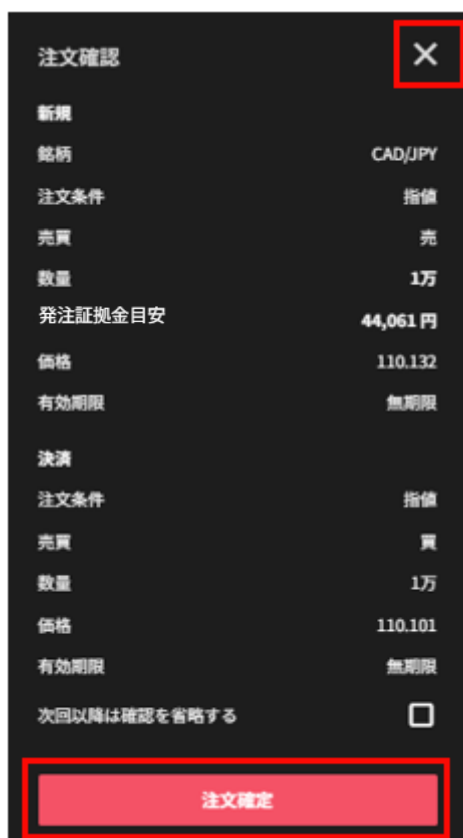 注文確認 ×
新規
銘柄 CAD/JPY
注文条件 指値
売買 売
数量 1万
発注証拠金目安 44,061 円
価格 110.132
有効期限 無期限
決済
注文条件 指値
売買 買
数量 1万
価格 110.101
有効期限 無期限
次回以降は確認を省略する
注文確定